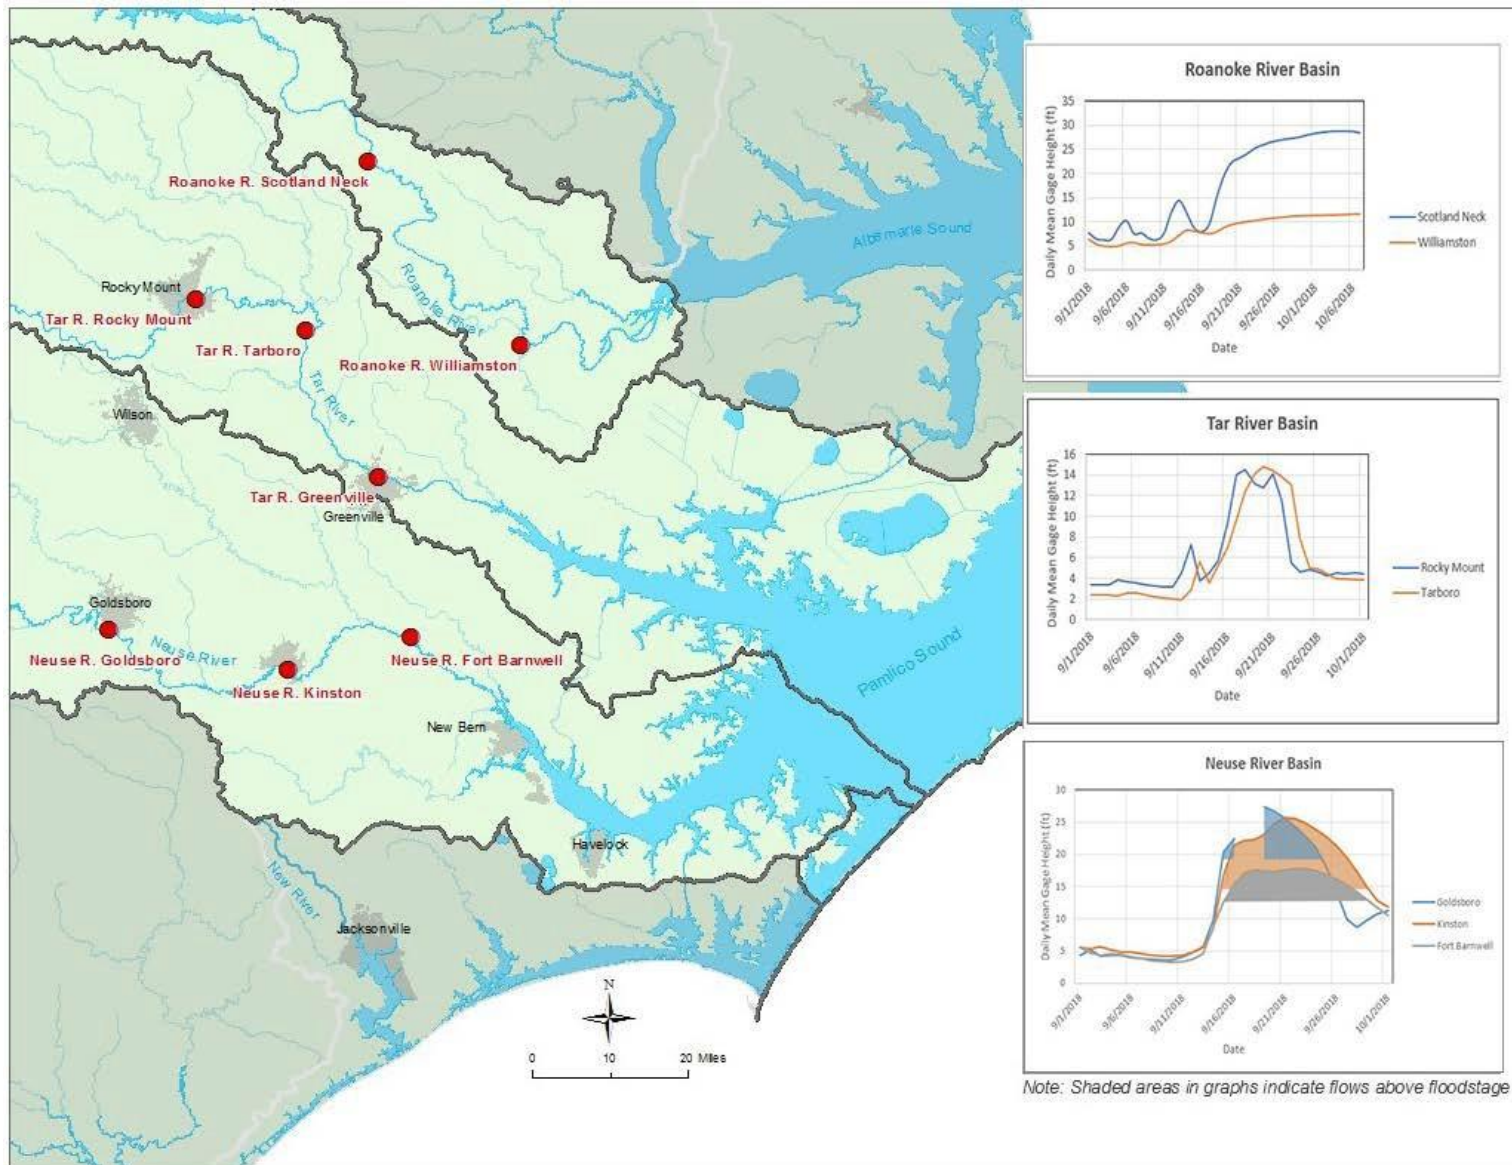 Roanoke R. Scotland Neck
Albemarle Sound
Roanoke River
Rocky Mount
Tar R. Rocky Mount
Tar R. Tarboro
Roanoke R. Williamston
Tar River
Wilson
Tar R. Greenville
Greenville
Goldsboro
Neuse River
Neuse R. Goldsboro
Neuse R. Kinston
Neuse R. Fort Barnwell
Pamlico Sound
New Bern
Havelock
New River
Jacksonville
N
0 10 20 Miles
Roanoke River Basin
Daily Mean Gage Height (ft)
35
30
25
20
15
10
5
0
9/1/2018
9/6/2018
9/11/2018
9/16/2018
9/21/2018
9/26/2018
10/1/2018
10/6/2018
Date
Scotland Neck
Williamston
Tar River Basin
Daily Mean Gage Height (ft)
16
14
12
10
8
6
4
2
0
9/1/2018
9/6/2018
9/11/2018
9/16/2018
9/21/2018
9/26/2018
10/1/2018
Date
Rocky Mount
Tarboro
Neuse River Basin
Daily Mean Gage Height (ft)
30
25
20
15
10
5
0
9/1/2018
9/6/2018
9/11/2018
9/16/2018
9/21/2018
9/26/2018
10/1/2018
Date
Goldsboro
Kinston
Fort Barnwell
Note: Shaded areas in graphs indicate flows above floodstage